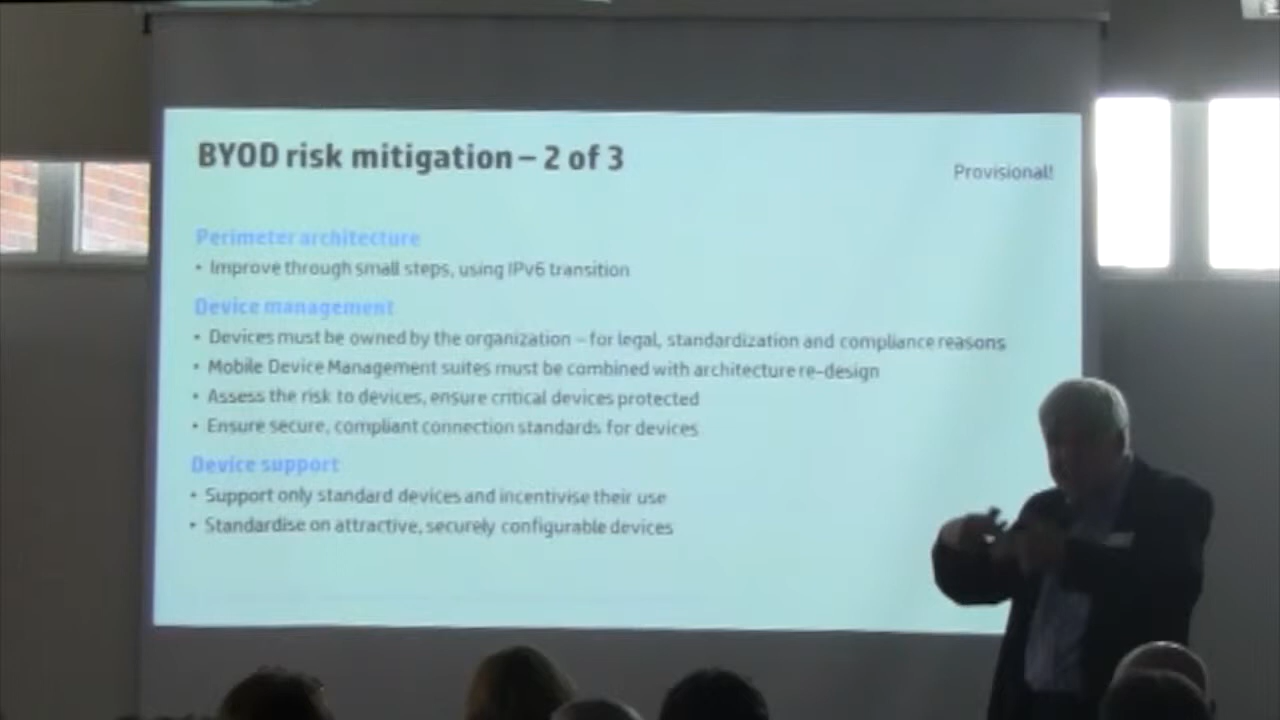 BYOD risk mitigation – 2 of 3
Provisional!
Perimeter architecture
• Improve through small steps, using IPv6 transition
Device management
• Devices must be owned by the organization – for legal, standardization and compliance reasons
• Mobile Device Management suites must be combined with architecture re-design
• Assess the risk to devices, ensure critical devices protected
• Ensure secure, compliant connection standards for devices
Device support
• Support only standard devices and incentivise their use
• Standardise on attractive, securely configurable devices